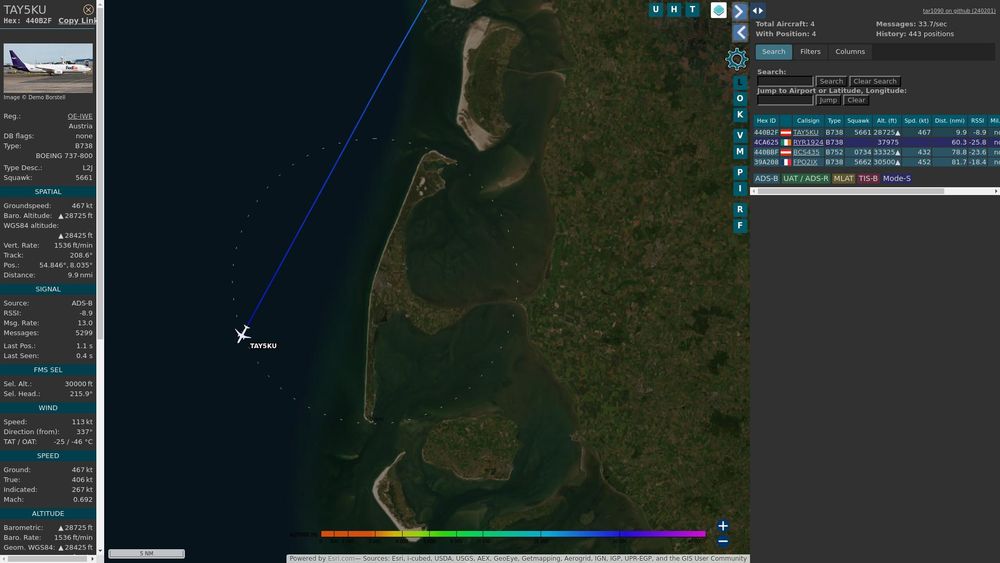 TAY5KU
Hex: 440B2F Copy Link
FedEx
Image © Demo Borstell
Reg.: OE-IWE
Austria
DB flags: none
Type: B738
BOEING 737-800
Type Desc.: L2J
Squawk: 5661
SPATIAL
Groundspeed: 467 kt
Baro. Altitude: ▲ 28725 ft
WGS84 altitude:
▲ 28425 ft
Vert. Rate: 1536 ft/min
Track: 208.6°
Pos.: 54.846°, 8.035°
Distance: 9.9 nmi
SIGNAL
Source: ADS-B
RSSI: -8.9
Msg. Rate: 13.0
Messages: 5299
Last Pos.: 1.1 s
Last Seen: 0.4 s
FMS SEL
Sel. Alt.: 30000 ft
Sel. Head.: 215.9°
WIND
Speed: 113 kt
Direction (from): 337°
TAT / OAT: -25 / -46 °C
SPEED
Ground: 467 kt
True: 406 kt
Indicated: 267 kt
Mach: 0.692
ALTITUDE
Barometric: ▲ 28725 ft
Baro. Rate: 1536 ft/min
Geom. WGS84: ▲ 28425 ft
TAY5KU
5 NM
U H T
L
O
K
V
M
P
I
R
F
Powered by Esri.com — Sources: Esri, i-cubed, USDA, USGS, AEX, GeoEye, Getmapping, Aerogrid, IGN, IGP, UPR-EGP, and the GIS User Community
tar1090 on github (240201)
Total Aircraft: 4 Messages: 33.7/sec
With Position: 4 History: 443 positions
Search Filters Columns
Search:
Search Clear Search
Jump to Airport or Latitude, Longitude:
Jump Clear
Hex ID Callsign Type Squawk Alt. (ft) Spd. (kt) Dist. (nmi) RSSI
440B2F TAY5KU B738 5661 28725▲ 467 9.9 -8.9
4CA625 RYR1924 B738 37975 60.3 -25.8
440BBF BCS435 B752 0734 33325▲ 432 78.8 -23.6
39A208 FPO2IX B738 5662 30500▲ 452 81.7 -18.4
ADS-B UAT / ADS-R MLAT TIS-B Mode-S